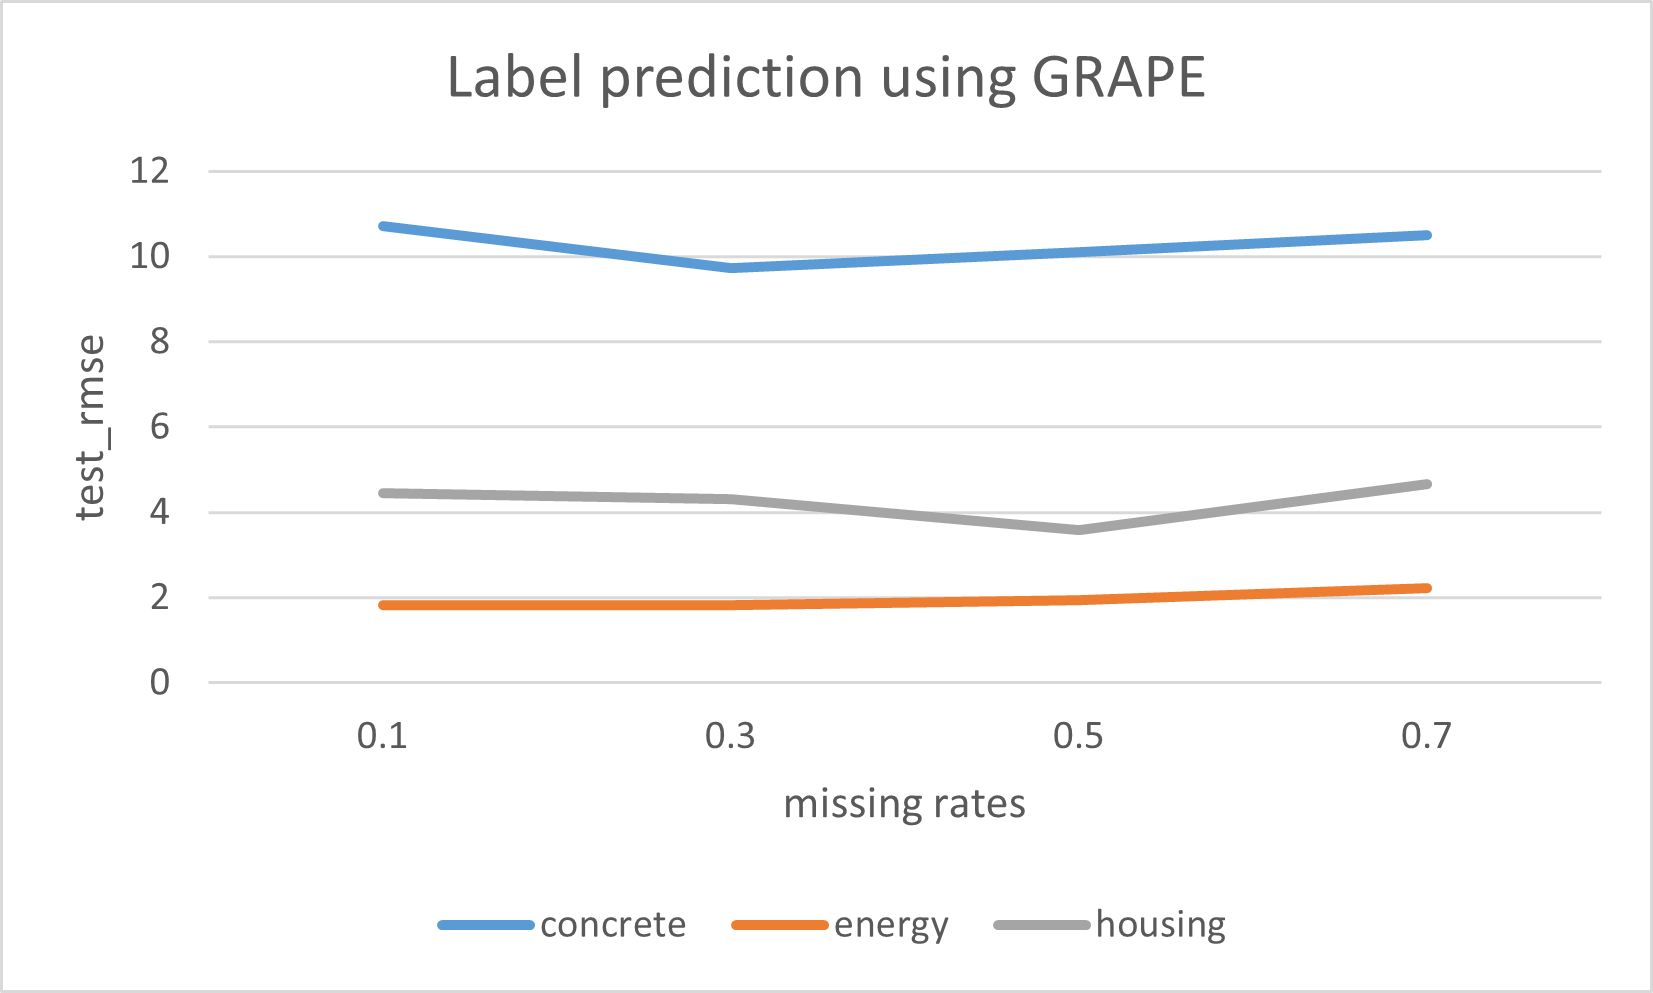 Label prediction using GRAPE
12
10
8
6
4
2
0
test_rmse
0.1 0.3 0.5 0.7
missing rates
concrete energy housing